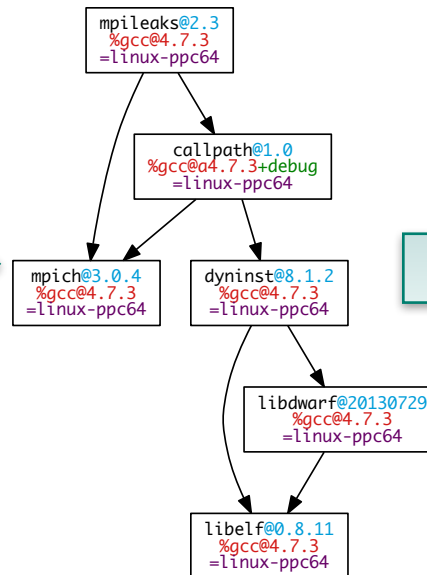 mpileaks@2.3
%gcc@4.7.3
=linux-ppc64
callpath@1.0
%gcc@a4.7.3+debug
=linux-ppc64
mpich@3.0.4
%gcc@4.7.3
=linux-ppc64
dyninst@8.1.2
%gcc@4.7.3
=linux-ppc64
libdwarf@20130729
%gcc@4.7.3
=linux-ppc64
libelf@0.8.11
%gcc@4.7.3
=linux-ppc64